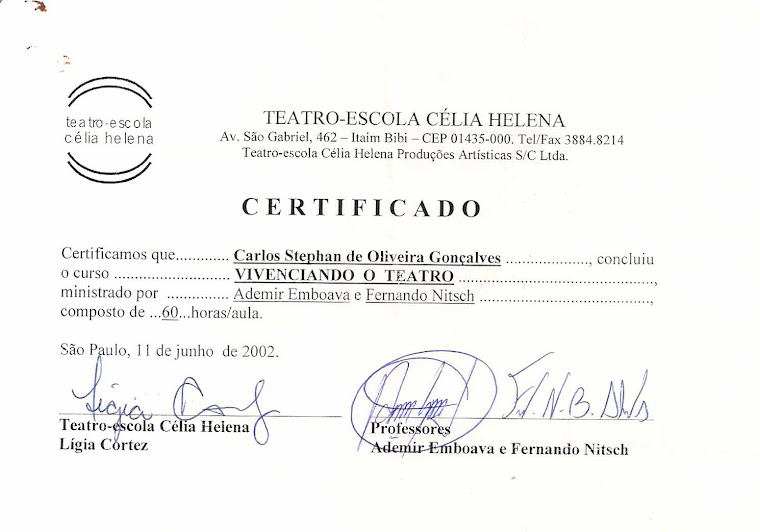 teatro-escola
célia helena
TEATRO-ESCOLA CÉLIA HELENA
Av. São Gabriel, 462 – Itaim Bibi – CEP 01435-000. Tel/Fax 3884.8214
Teatro-escola Célia Helena Produções Artísticas S/C Ltda.
CERTIFICADO
Certificamos que............. Carlos Stephan de Oliveira Gonçalves ...................., concluiu
o curso ............................ VIVENCIANDO O TEATRO ................................................,
ministrado por ............... Ademir Emboava e Fernando Nitsch ..........................................,
composto de ...60...horas/aula.
São Paulo, 11 de junho de 2002.
Teatro-escola Célia Helena
Lígia Cortez
Professores
Ademir Emboava e Fernando Nitsch